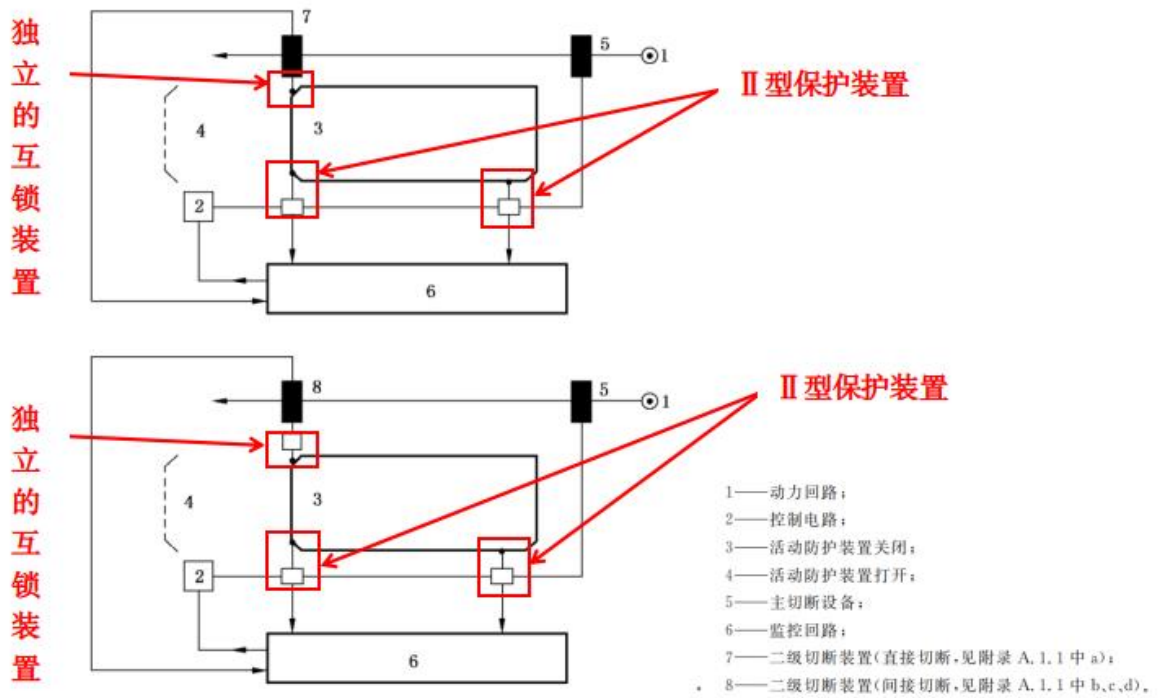 7
5
1
独立的互锁装置
Ⅱ型保护装置
4
3
2
6
8
5
1
独立的互锁装置
Ⅱ型保护装置
4
3
2
6
1——动力回路；
2——控制电路；
3——活动防护装置关闭；
4——活动防护装置打开；
5——主切断设备；
6——监控回路；
7——二级切断装置(直接切断,见附录 A.1.1 中 a)；
8——二级切断装置(间接切断,见附录 A.1.1 中 b、c、d)。